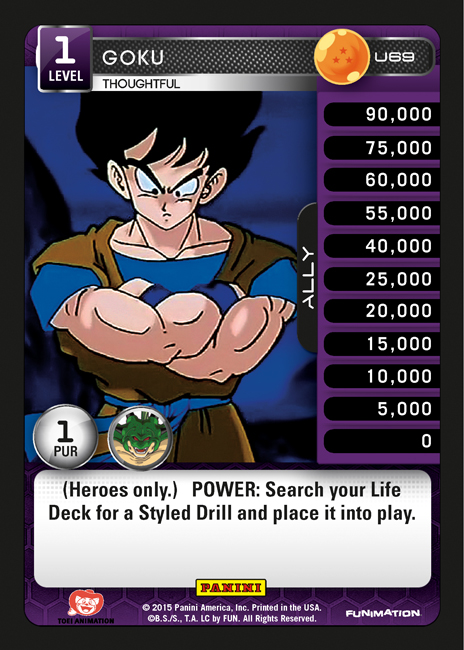 1
LEVEL
GOKU
U69
THOUGHTFUL
90,000
75,000
60,000
55,000
40,000
25,000
20,000
15,000
10,000
5,000
0
ALLY
1
PUR
(Heroes only.) POWER: Search your Life
Deck for a Styled Drill and place it into play.
PANINI
TOEI ANIMATION
© 2015 Panini America, Inc. Printed in the USA.
©B.S./S., T.A. LC by FUN. All Rights Reserved.
FUNIMATION